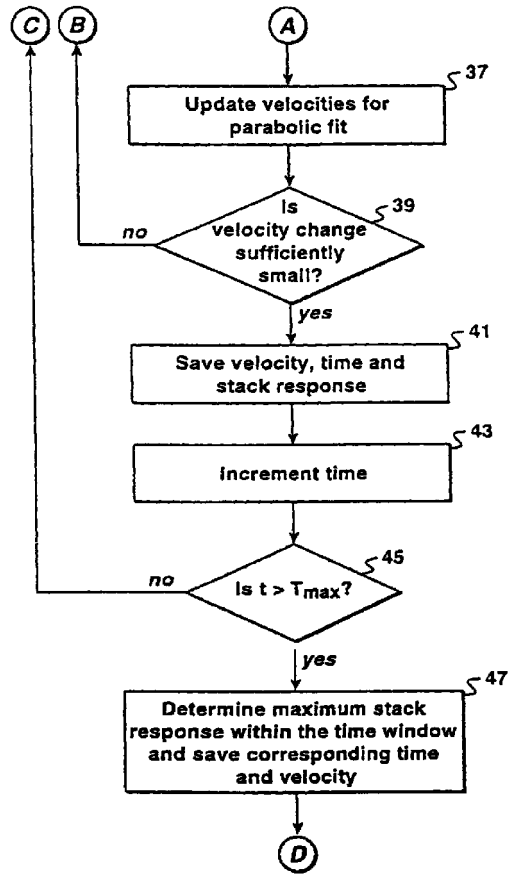 C
B
A
37
Update velocities for
parabolic fit
39
Is
velocity change
sufficiently
small?
no
yes
41
Save velocity, time and
stack response
43
Increment time
45
Is t > Tmax?
no
yes
47
Determine maximum stack
response within the time window
and save corresponding time
and velocity
D